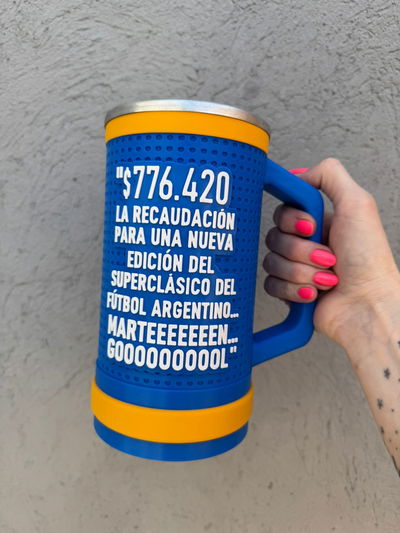 "$776.420
LA RECAUDACIÓN
PARA UNA NUEVA
EDICIÓN DEL
SUPERCLÁSICO DEL
FÚTBOL ARGENTINO...
MARTEEEEEEEN...
GOOOOOOOOOL"